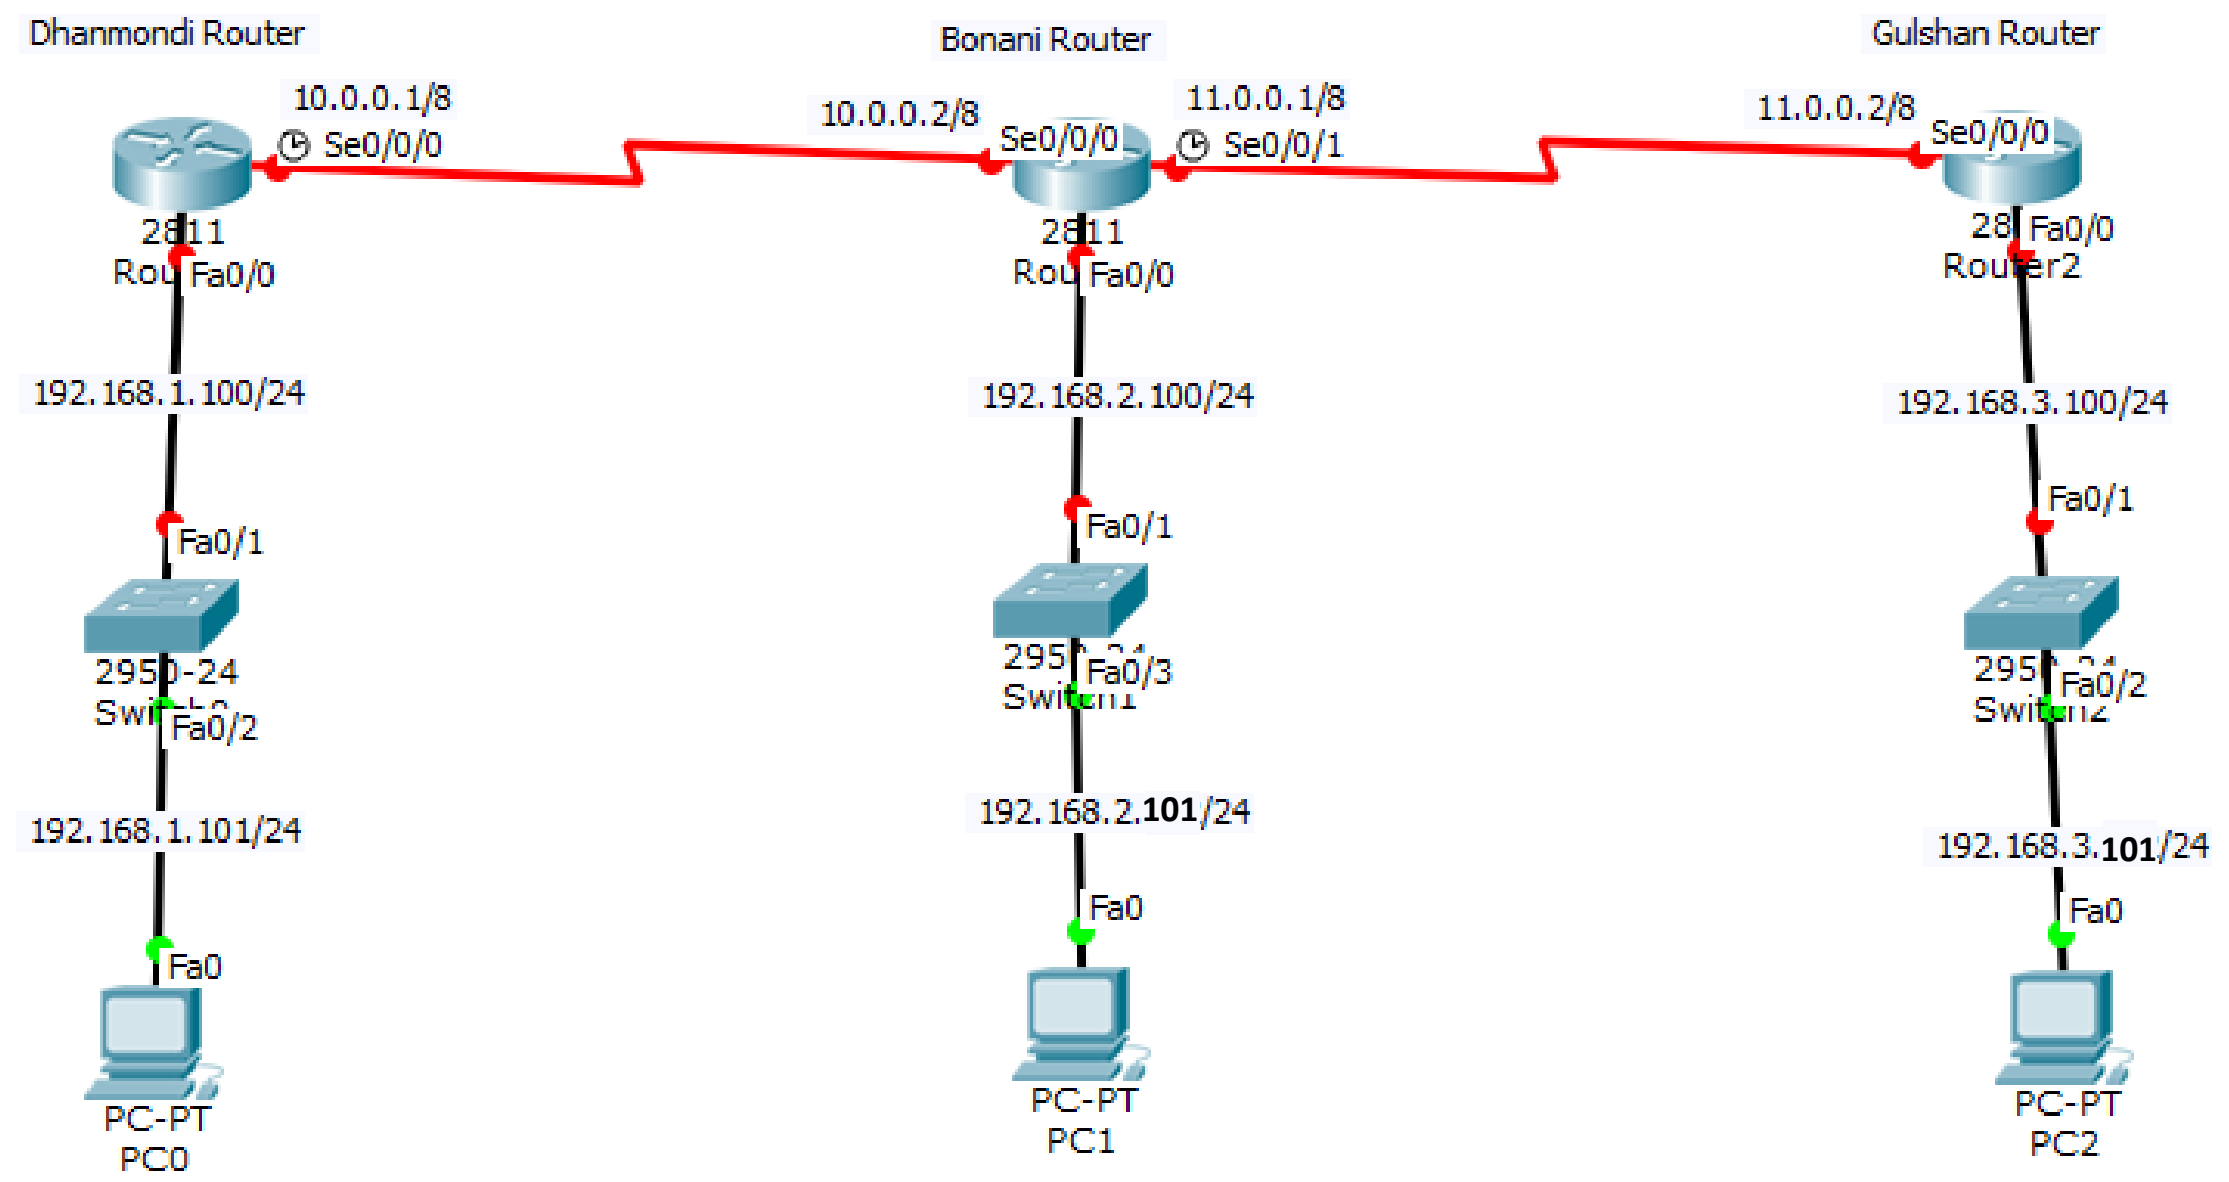 Dhanmondi Router
Bonani Router
Gulshan Router
10.0.0.1/8
10.0.0.2/8
11.0.0.1/8
11.0.0.2/8
Se0/0/0
Se0/0/0
Se0/0/1
Se0/0/0
2811
2811
28
Fa0/0
Rou
Fa0/0
Rou
Fa0/0
Router2
192.168.1.100/24
192.168.2.100/24
192.168.3.100/24
Fa0/1
Fa0/1
Fa0/1
2950-24
Fa0/2
Fa0/3
Switch1
Fa0/2
Switch2
192.168.1.101/24
192.168.2.101/24
192.168.3.101/24
Fa0
Fa0
Fa0
PC-PT
PC0
PC-PT
PC1
PC-PT
PC2